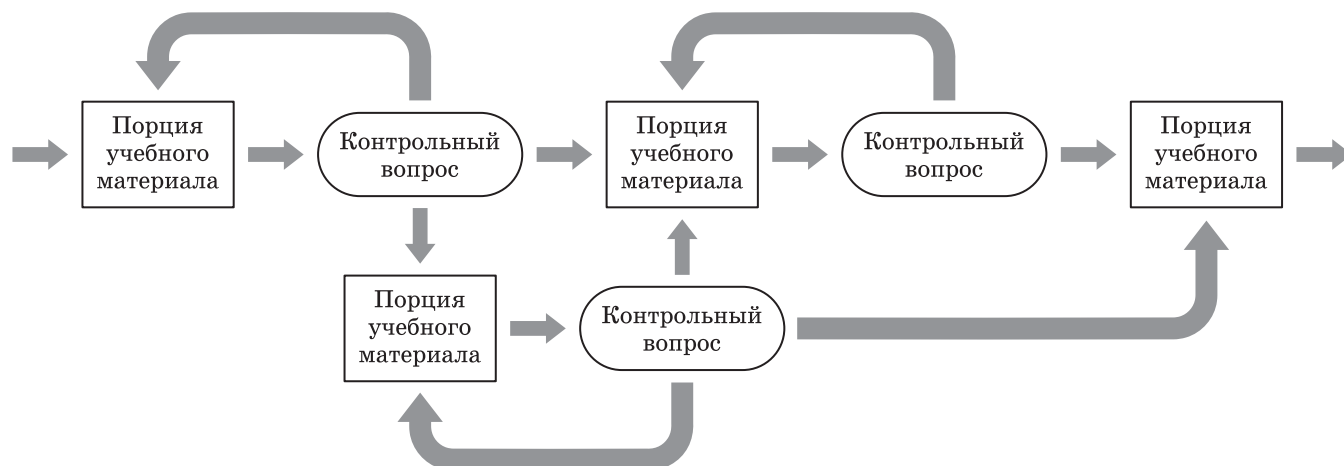 Порция
учебного
материала
Контрольный
вопрос
Порция
учебного
материала
Контрольный
вопрос
Порция
учебного
материала
Порция
учебного
материала
Контрольный
вопрос